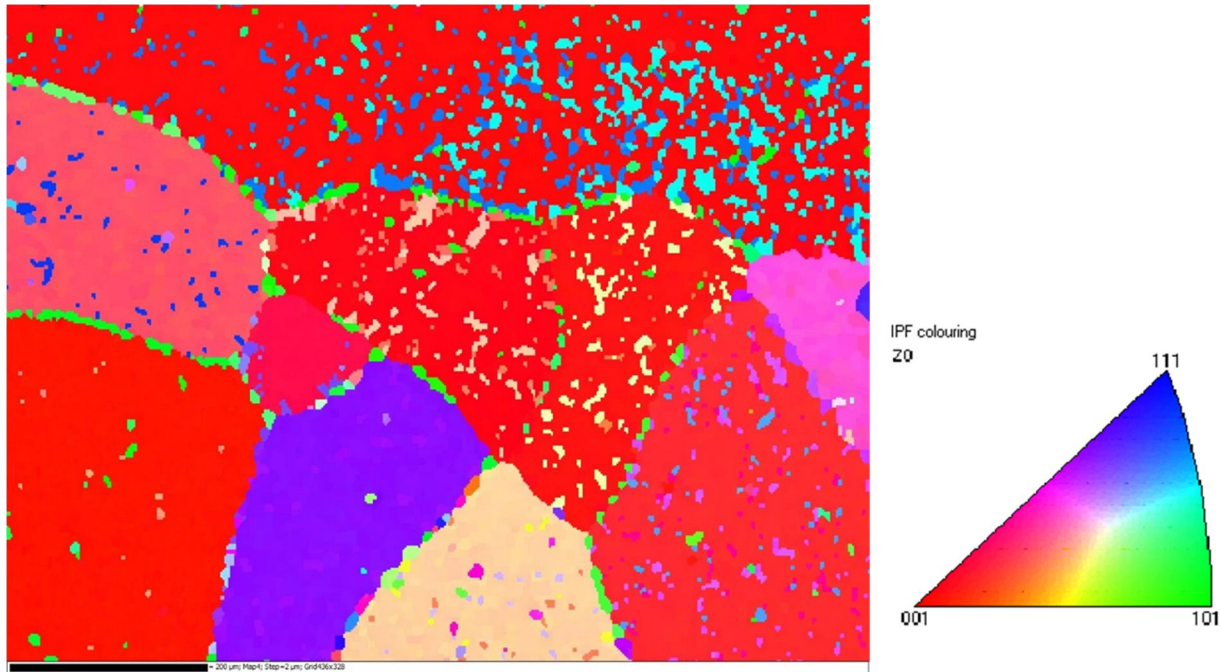 IPF colouring
Z0
111
001
101
= 200 µm; Map4; Step=2 µm; Grid436x328